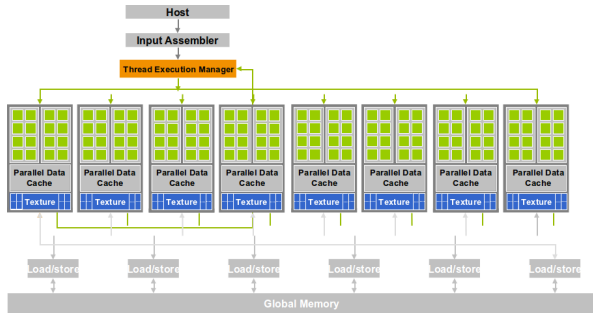 Host
Input Assembler
Thread Execution Manager
Parallel Data
Cache
Parallel Data
Cache
Parallel Data
Cache
Parallel Data
Cache
Parallel Data
Cache
Parallel Data
Cache
Parallel Data
Cache
Parallel Data
Cache
Texture
Texture
Texture
Texture
Texture
Texture
Texture
Texture
Load/store
Load/store
Load/store
Load/store
Load/store
Load/store
Global Memory